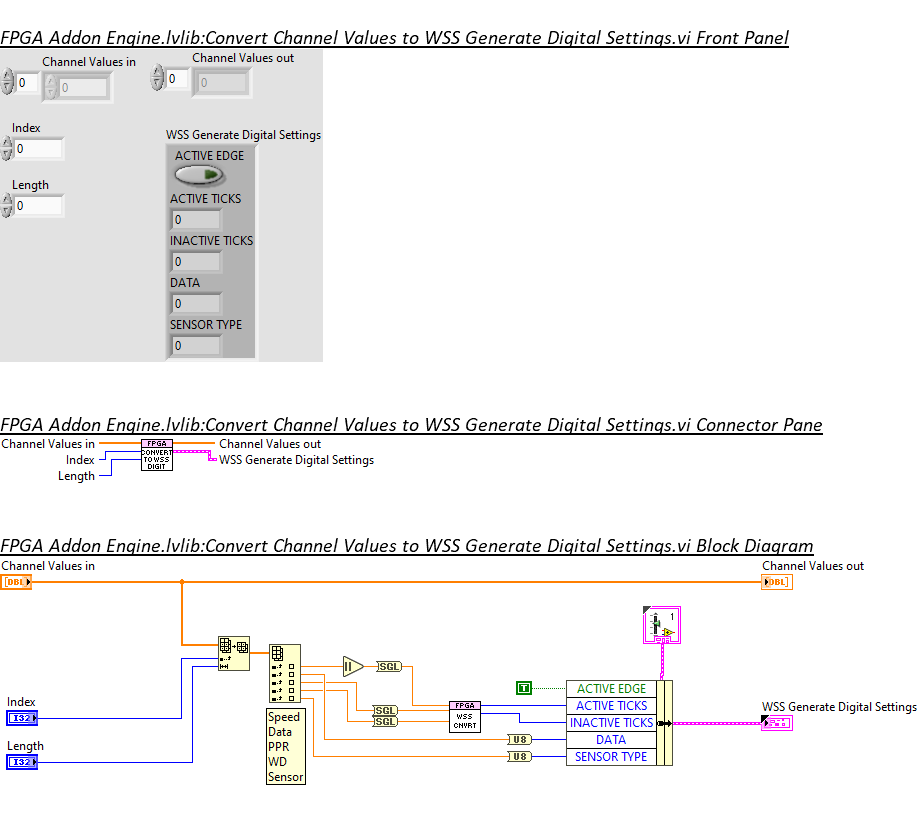 FPGA Addon Engine.lvlib:Convert Channel Values to WSS Generate Digital Settings.vi Front Panel
Channel Values in
Channel Values out
0
0
0
0
Index
0
WSS Generate Digital Settings
ACTIVE EDGE
Length
0
ACTIVE TICKS
0
INACTIVE TICKS
0
DATA
0
SENSOR TYPE
0
FPGA Addon Engine.lvlib:Convert Channel Values to WSS Generate Digital Settings.vi Connector Pane
Channel Values in
Index
Length
FPGA
CONVERT
TO WSS
DIGIT
Channel Values out
WSS Generate Digital Settings
FPGA Addon Engine.lvlib:Convert Channel Values to WSS Generate Digital Settings.vi Block Diagram
Channel Values in
Channel Values out
[DBL]
DBL]
1
SGL
T
ACTIVE EDGE
Index
I32
Speed
Data
PPR
WD
Sensor
SGL
SGL
FPGA
WSS
CNVRT
ACTIVE TICKS
INACTIVE TICKS
WSS Generate Digital Settings
U8
DATA
Length
I32
U8
SENSOR TYPE